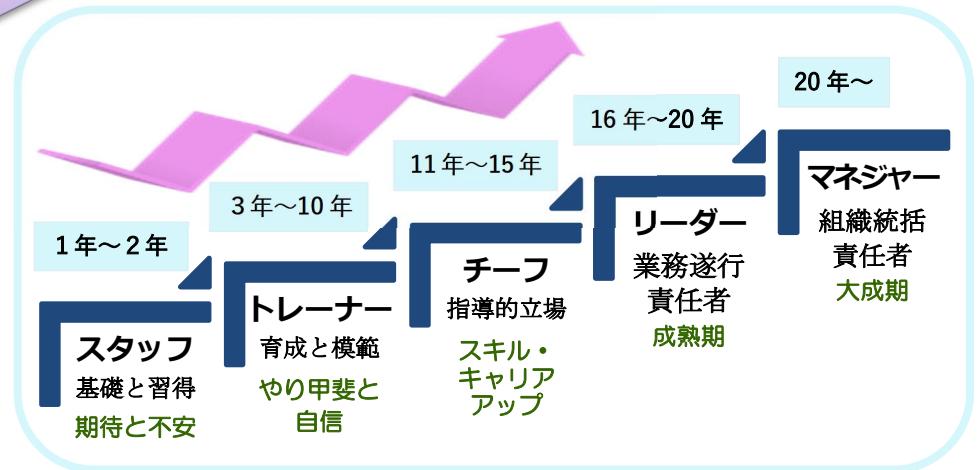 1年～2年
スタッフ
基礎と習得
期待と不安
3年～10年
トレーナー
育成と模範
やり甲斐と
自信
11年～15年
チーフ
指導的立場
スキル・
キャリア
アップ
16年～20年
リーダー
業務遂行
責任者
成熟期
20年～
マネジャー
組織統括
責任者
大成期